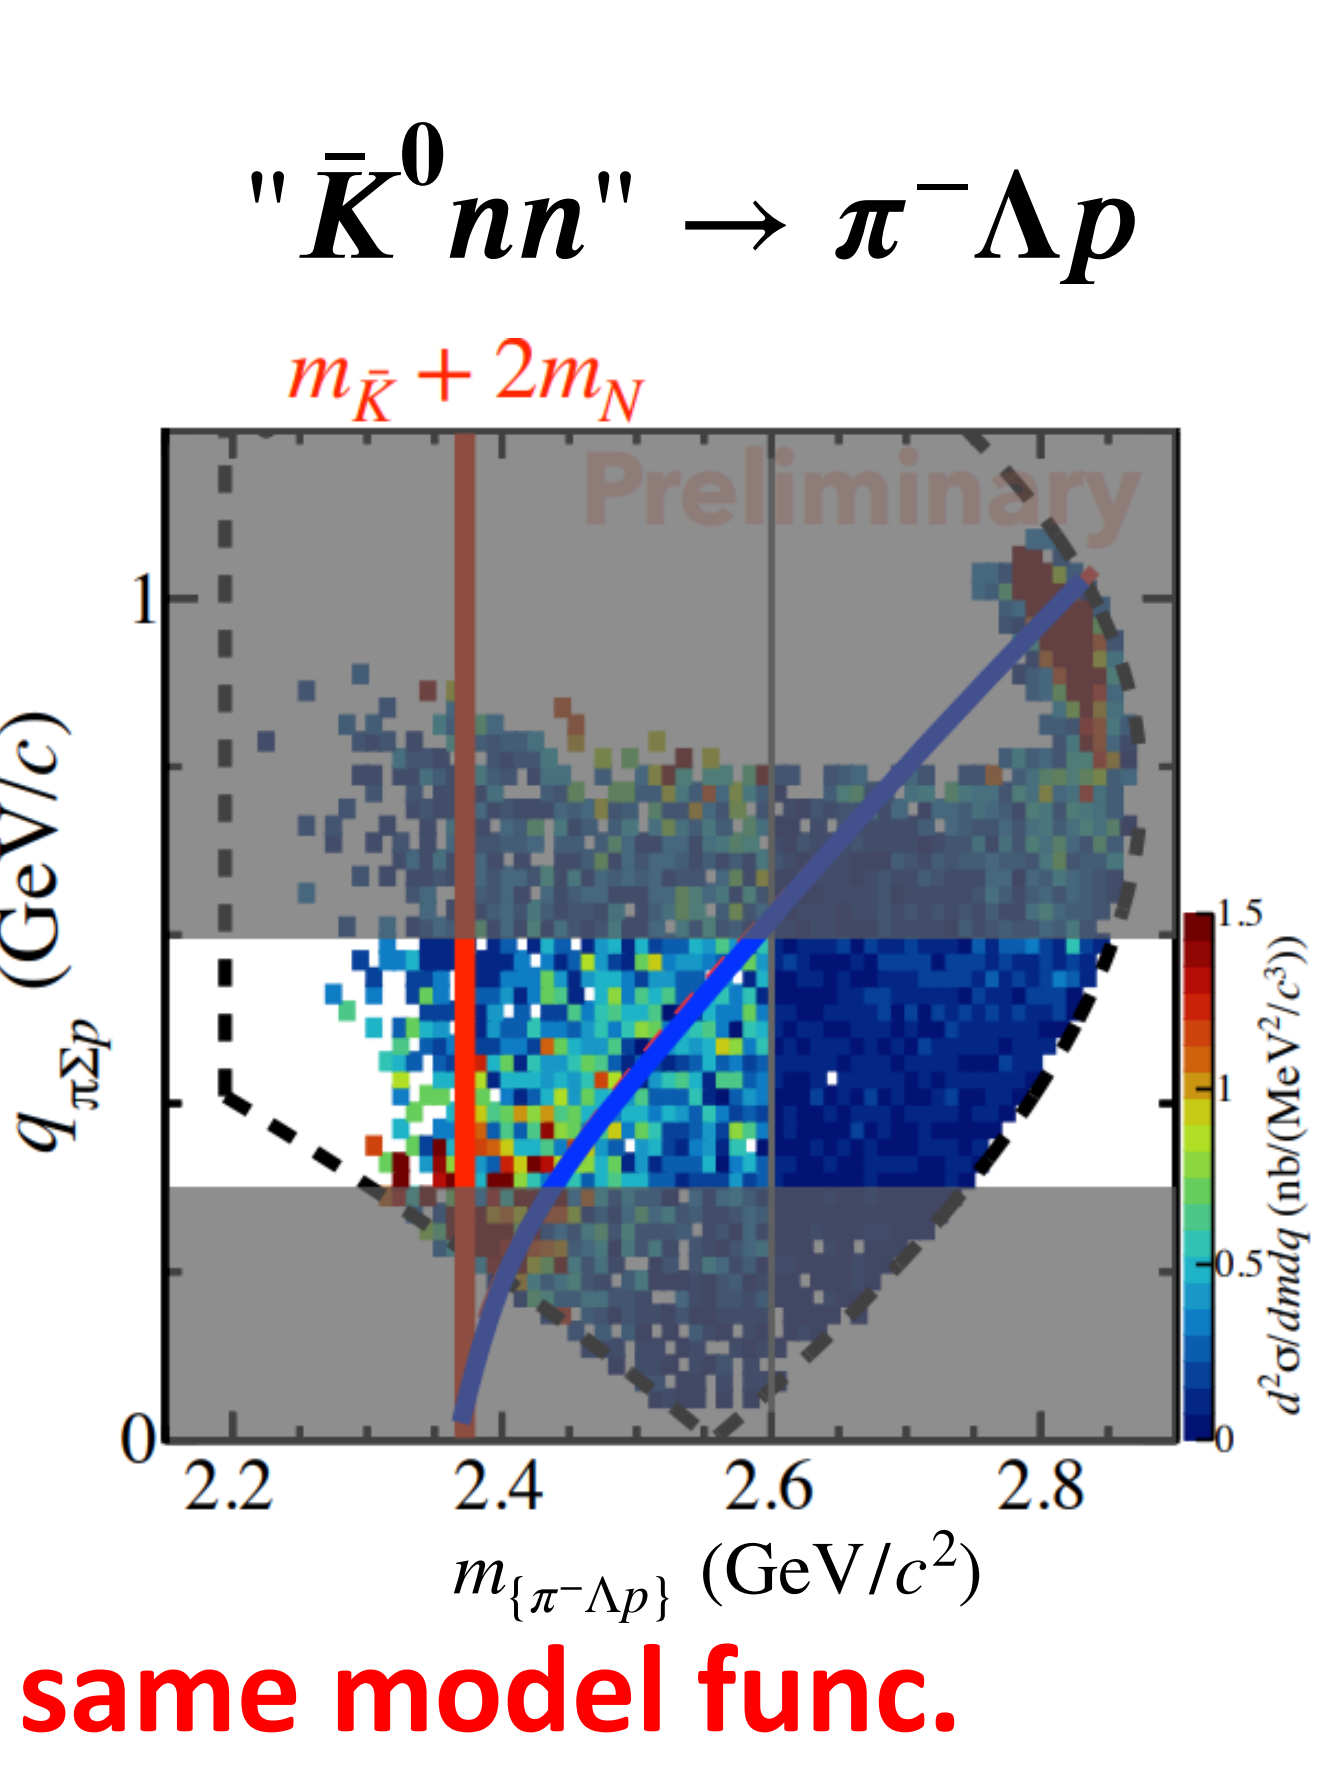 "K̄⁰nn" → π⁻Λp
m_K̄ + 2m_N
Preliminary
1
0
q_πΣp (GeV/c)
2.2 2.4 2.6 2.8
m_{π⁻Λp} (GeV/c²)
1.5
1
0.5
0
d²σ/dmdq (nb/(MeV²/c³))
same model func.